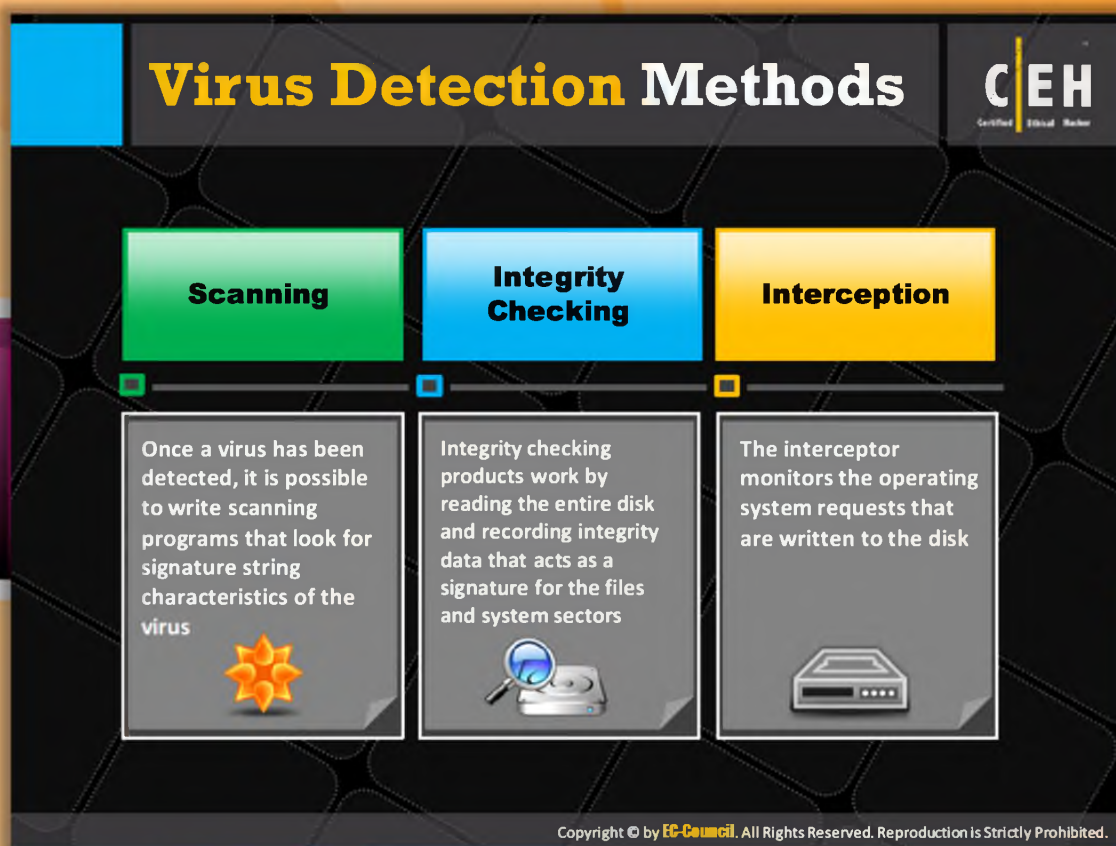 Virus Detection Methods
C|EH
Certified Ethical Hacker
Scanning
Integrity
Checking
Interception
Once a virus has been
detected, it is possible
to write scanning
programs that look for
signature string
characteristics of the
virus
Integrity checking
products work by
reading the entire disk
and recording integrity
data that acts as a
signature for the files
and system sectors
The interceptor
monitors the operating
system requests that
are written to the disk
Copyright © by EC-Council. All Rights Reserved. Reproduction is Strictly Prohibited.